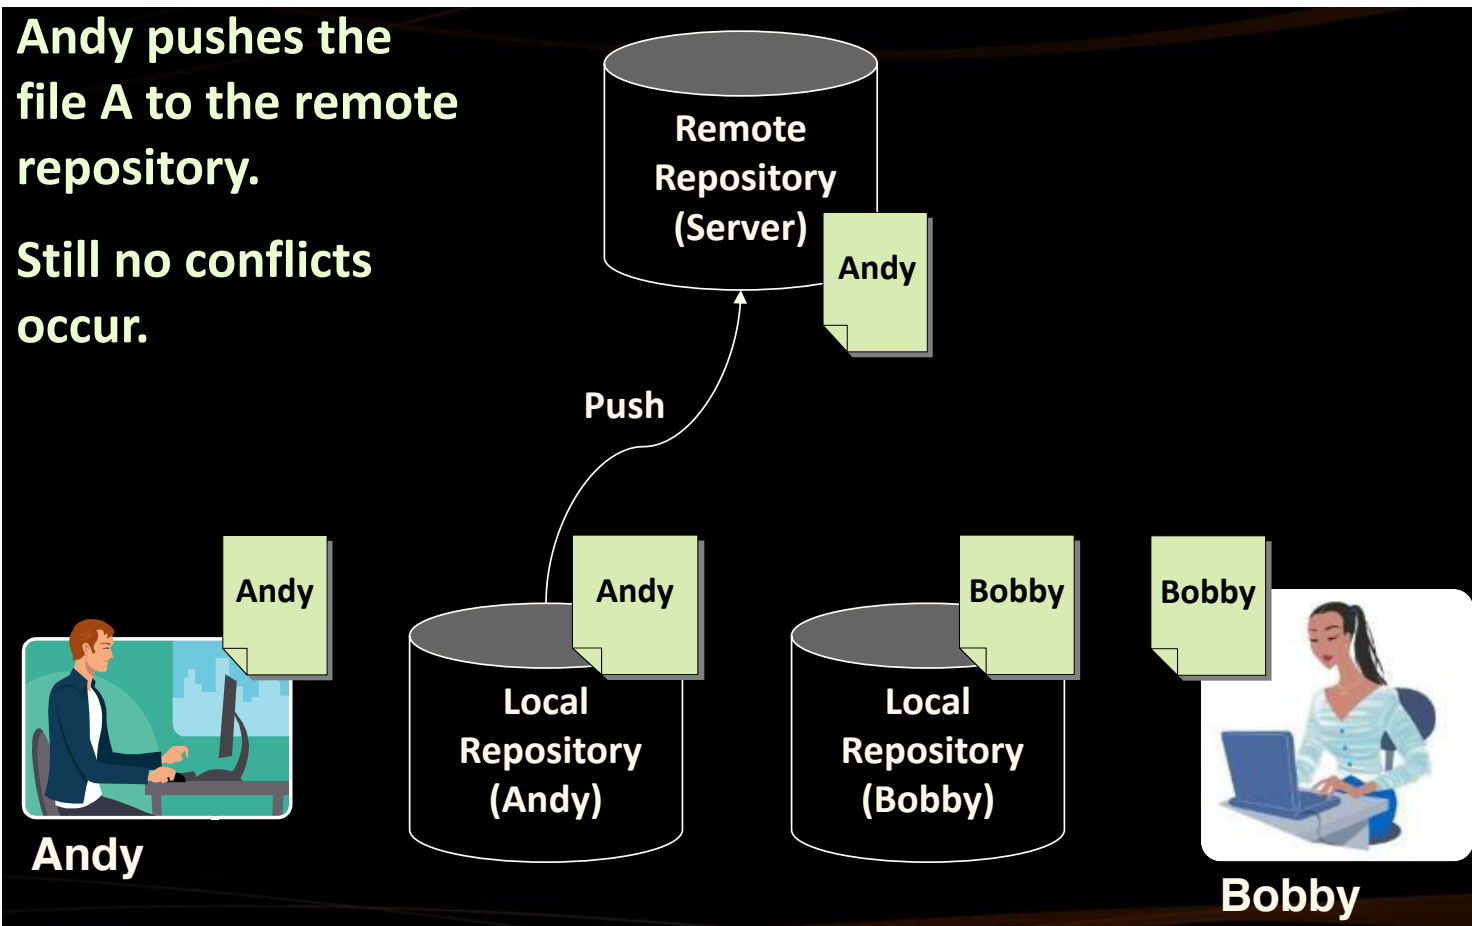 Andy pushes the
file A to the remote
repository.
Still no conflicts
occur.
Remote
Repository
(Server)
Andy
Push
Andy
Andy
Bobby
Bobby
Local
Repository
(Andy)
Local
Repository
(Bobby)
Andy
Bobby